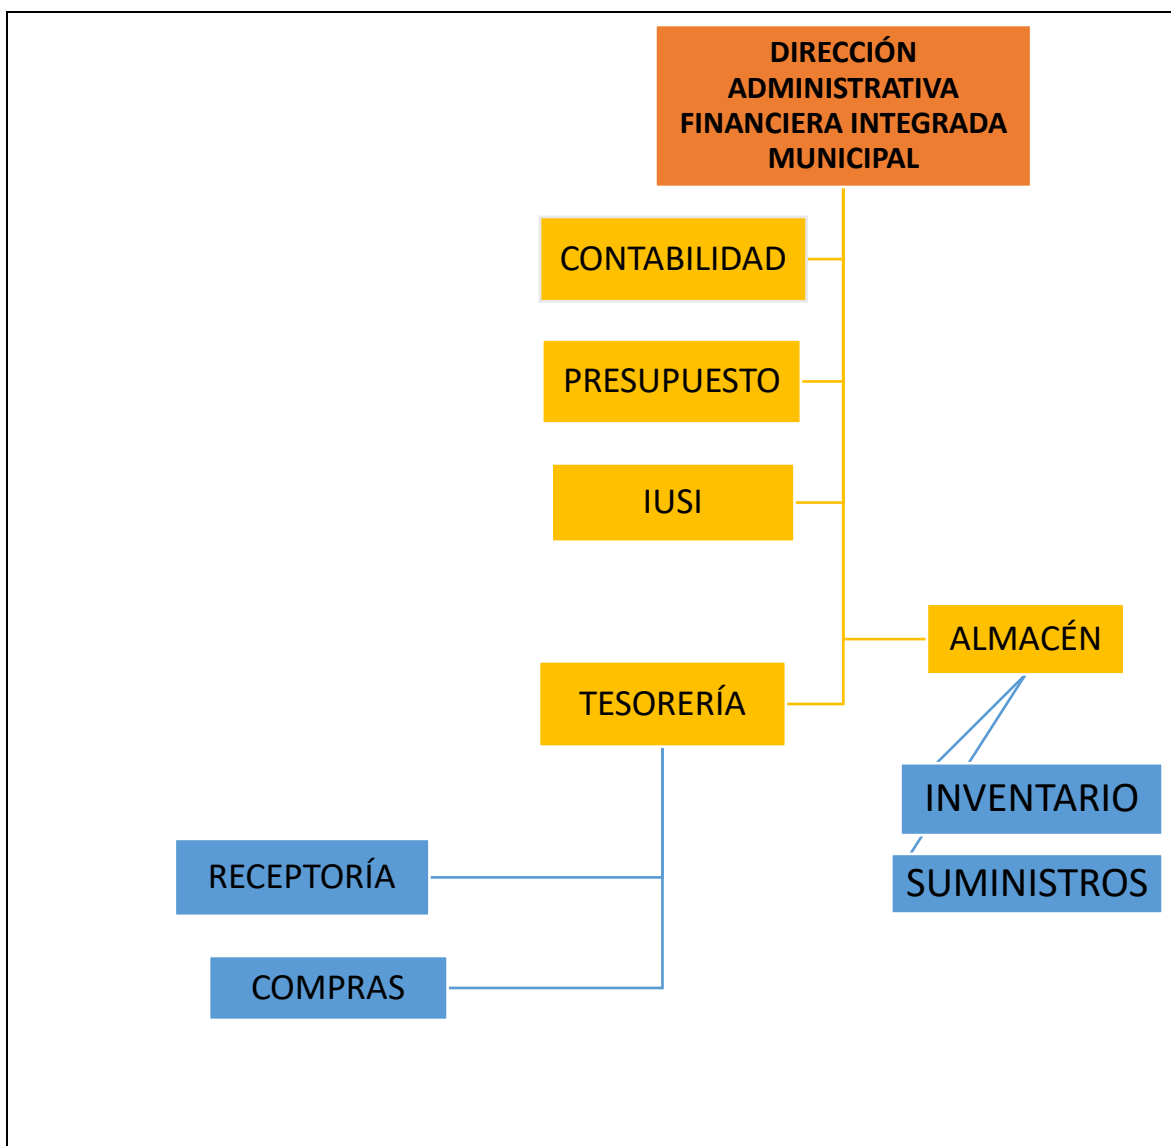 DIRECCIÓN
ADMINISTRATIVA
FINANCIERA INTEGRADA
MUNICIPAL
CONTABILIDAD
PRESUPUESTO
IUSI
ALMACÉN
TESORERÍA
INVENTARIO
RECEPTORÍA
SUMINISTROS
COMPRAS